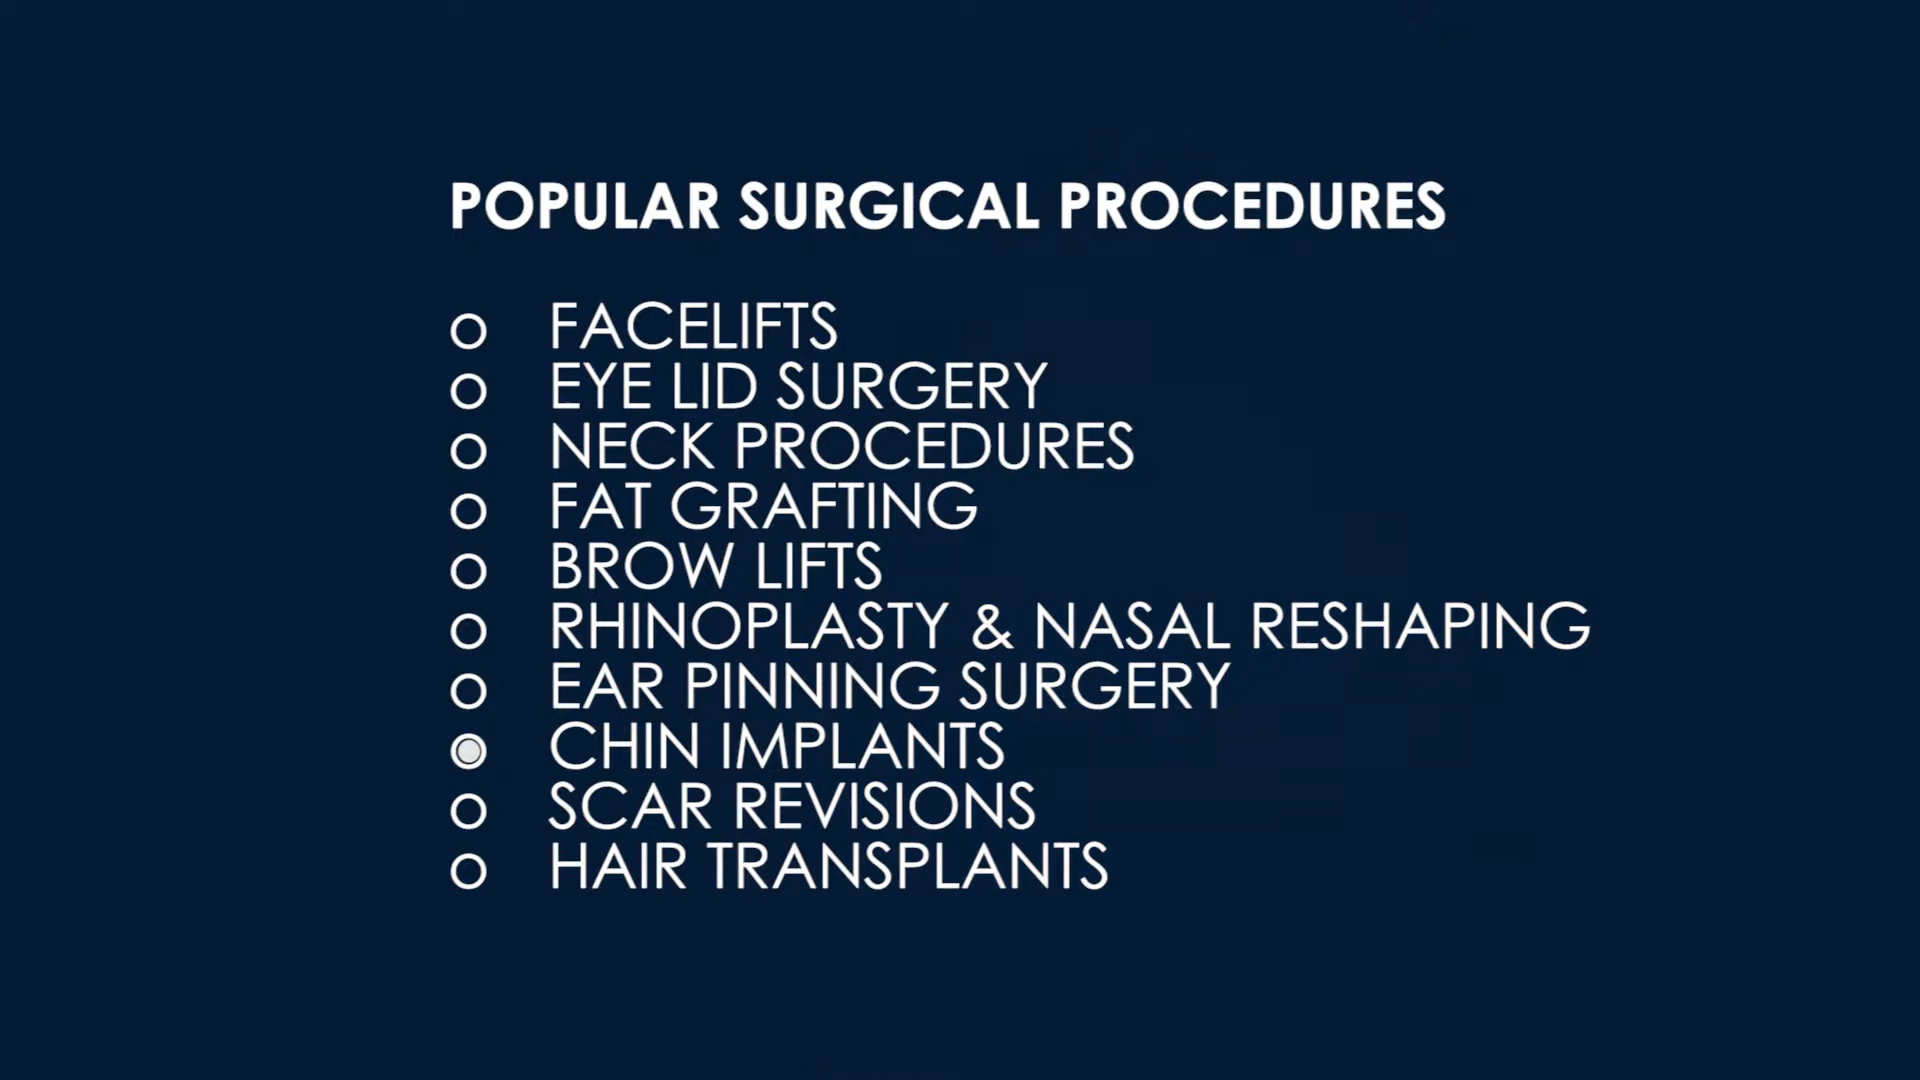 POPULAR SURGICAL PROCEDURES
FACELIFTS
EYE LID SURGERY
NECK PROCEDURES
FAT GRAFTING
BROW LIFTS
RHINOPLASTY & NASAL RESHAPING
EAR PINNING SURGERY
CHIN IMPLANTS
SCAR REVISIONS
HAIR TRANSPLANTS